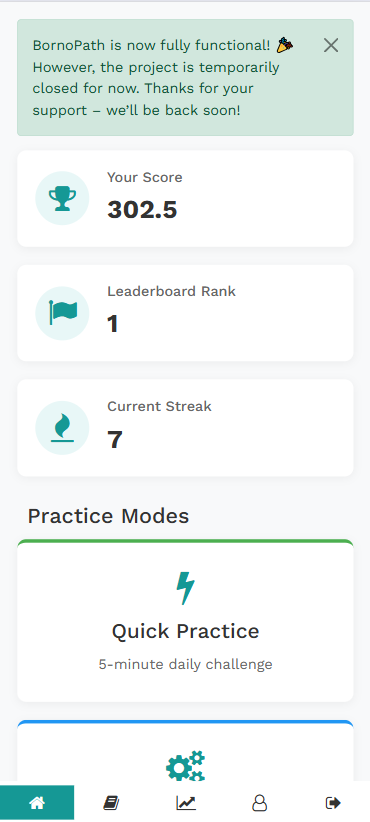 BornoPath is now fully functional! 🎉
However, the project is temporarily
closed for now. Thanks for your
support – we’ll be back soon!
Your Score
302.5
Leaderboard Rank
1
Current Streak
7
Practice Modes
Quick Practice
5-minute daily challenge